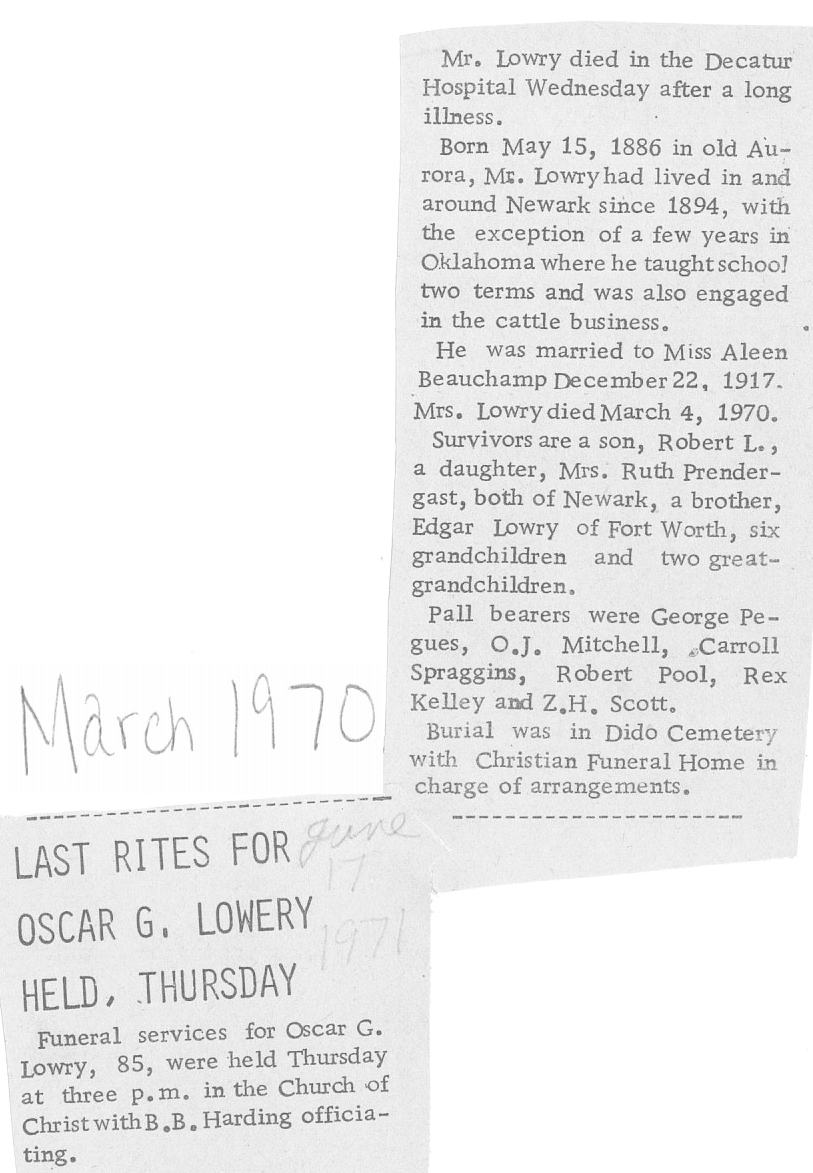 March 1970
LAST RITES FOR
OSCAR G. LOWERY
HELD, THURSDAY
June
17
1971
Funeral services for Oscar G.
Lowry, 85, were held Thursday
at three p.m. in the Church of
Christ with B.B. Harding officia-
ting.
Mr. Lowry died in the Decatur
Hospital Wednesday after a long
illness.
Born May 15, 1886 in old Au-
rora, Mr. Lowry had lived in and
around Newark since 1894, with
the exception of a few years in
Oklahoma where he taught school
two terms and was also engaged
in the cattle business.
He was married to Miss Aleen
Beauchamp December 22, 1917.
Mrs. Lowry died March 4, 1970.
Survivors are a son, Robert L.,
a daughter, Mrs. Ruth Prender-
gast, both of Newark, a brother,
Edgar Lowry of Fort Worth, six
grandchildren and two great-
grandchildren.
Pall bearers were George Pe-
gues, O.J. Mitchell, Carroll
Spraggins, Robert Pool, Rex
Kelley and Z.H. Scott.
Burial was in Dido Cemetery
with Christian Funeral Home in
charge of arrangements.